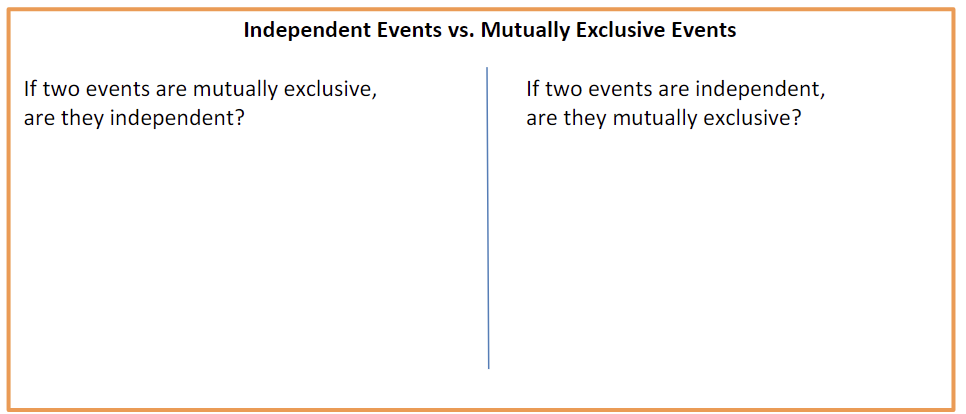 Independent Events vs. Mutually Exclusive Events
If two events are mutually exclusive,
are they independent?
If two events are independent,
are they mutually exclusive?